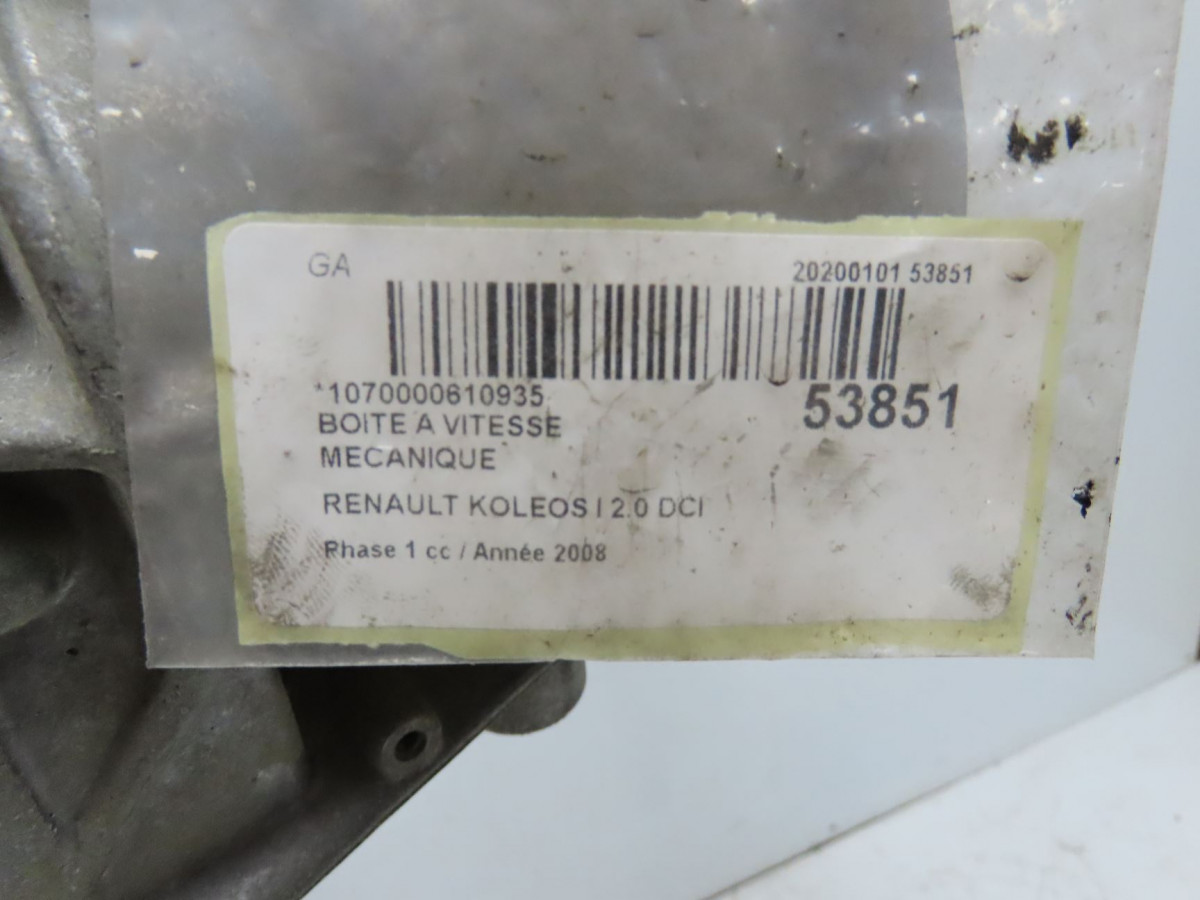 GA
20200101 53851
*1070000610935
53851
BOITE A VITESSE
MECANIQUE
RENAULT KOLEOS I 2.0 DCI
Phase 1 cc / Année 2008